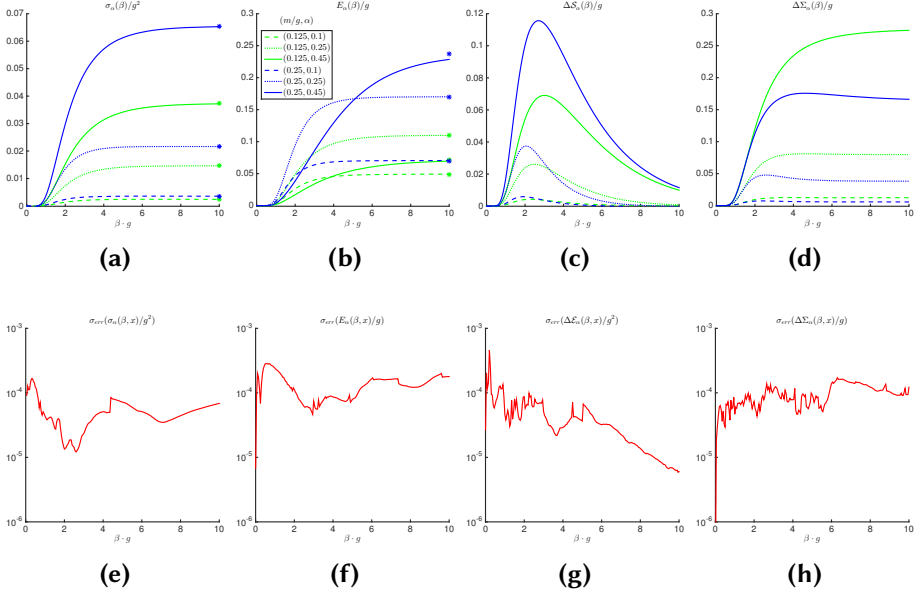 σ_α(β)/g²
0.07
0.06
0.05
0.04
0.03
0.02
0.01
0
0 2 4 6 8 10
β · g
(a)
E_α(β)/g
0.3
0.25
0.2
0.15
0.1
0.05
0
(m/g, α)
(0.125, 0.1)
(0.125, 0.25)
(0.125, 0.45)
(0.25, 0.1)
(0.25, 0.25)
(0.25, 0.45)
0 2 4 6 8 10
β · g
(b)
ΔS_α(β)/g
0.12
0.1
0.08
0.06
0.04
0.02
0
0 2 4 6 8 10
β · g
(c)
ΔΣ_α(β)/g
0.3
0.25
0.2
0.15
0.1
0.05
0
0 2 4 6 8 10
β · g
(d)
σ_err(σ_α(β, x)/g²)
10⁻³
10⁻⁴
10⁻⁵
10⁻⁶
0 2 4 6 8 10
β · g
(e)
σ_err(E_α(β, x)/g)
10⁻³
10⁻⁴
10⁻⁵
10⁻⁶
0 2 4 6 8 10
β · g
(f)
σ_err(Δℰ_α(β, x)/g²)
10⁻³
10⁻⁴
10⁻⁵
10⁻⁶
0 2 4 6 8 10
β · g
(g)
σ_err(ΔΣ_α(β, x)/g)
10⁻³
10⁻⁴
10⁻⁵
10⁻⁶
0 2 4 6 8 10
β · g
(h)